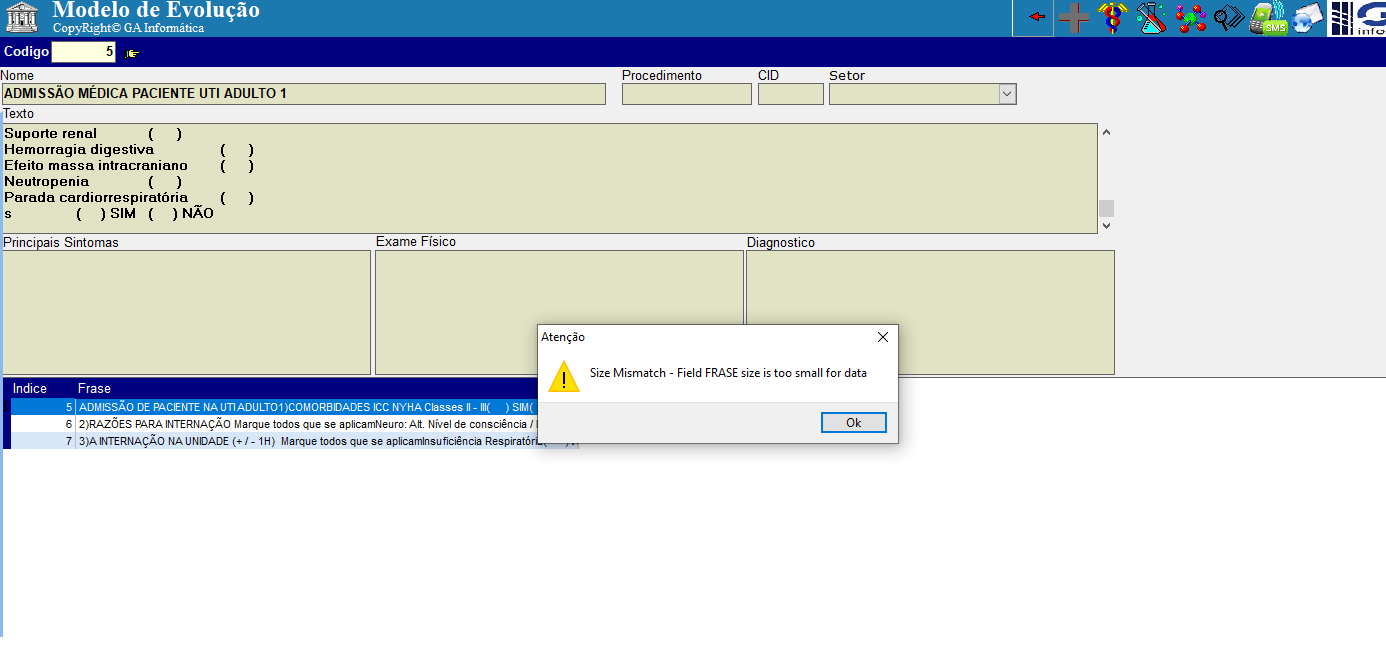 Modelo de Evolução
CopyRight© GA Informática
SMS
info
Codigo 5
Nome Procedimento CID Setor
ADMISSÃO MÉDICA PACIENTE UTI ADULTO 1
Texto
Suporte renal ( )
Hemorragia digestiva ( )
Efeito massa intracraniano ( )
Neutropenia ( )
Parada cardiorrespiratória ( )
s ( ) SIM ( ) NÃO
Principais Sintomas Exame Físico Diagnostico
Atenção
Size Mismatch - Field FRASE size is too small for data
Ok
Indice Frase
5 ADMISSÃO DE PACIENTE NA UTI ADULTO1)COMORBIDADES ICC NYHA Classes II - III( ) SIM(
6 2)RAZÕES PARA INTERNAÇÃO Marque todos que se aplicamNeuro: Alt. Nível de consciência /
7 3)A INTERNAÇÃO NA UNIDADE (+ / - 1H) Marque todos que se aplicamInsuficiência Respiratória(